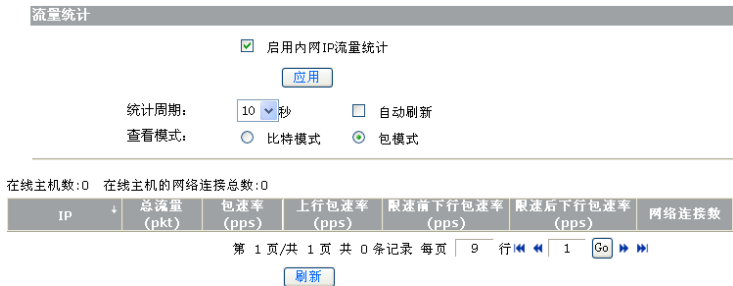 流量统计
启用内网IP流量统计
应用
统计周期： 10 秒 自动刷新
查看模式： 比特模式 包模式
在线主机数:0 在线主机的网络连接总数:0
IP 总流量(pkt) 包速率(pps) 上行包速率(pps) 限速前下行包速率(pps) 限速后下行包速率(pps) 网络连接数
第 1 页/共 1 页 共 0 条记录 每页 9 行 1 Go
刷新